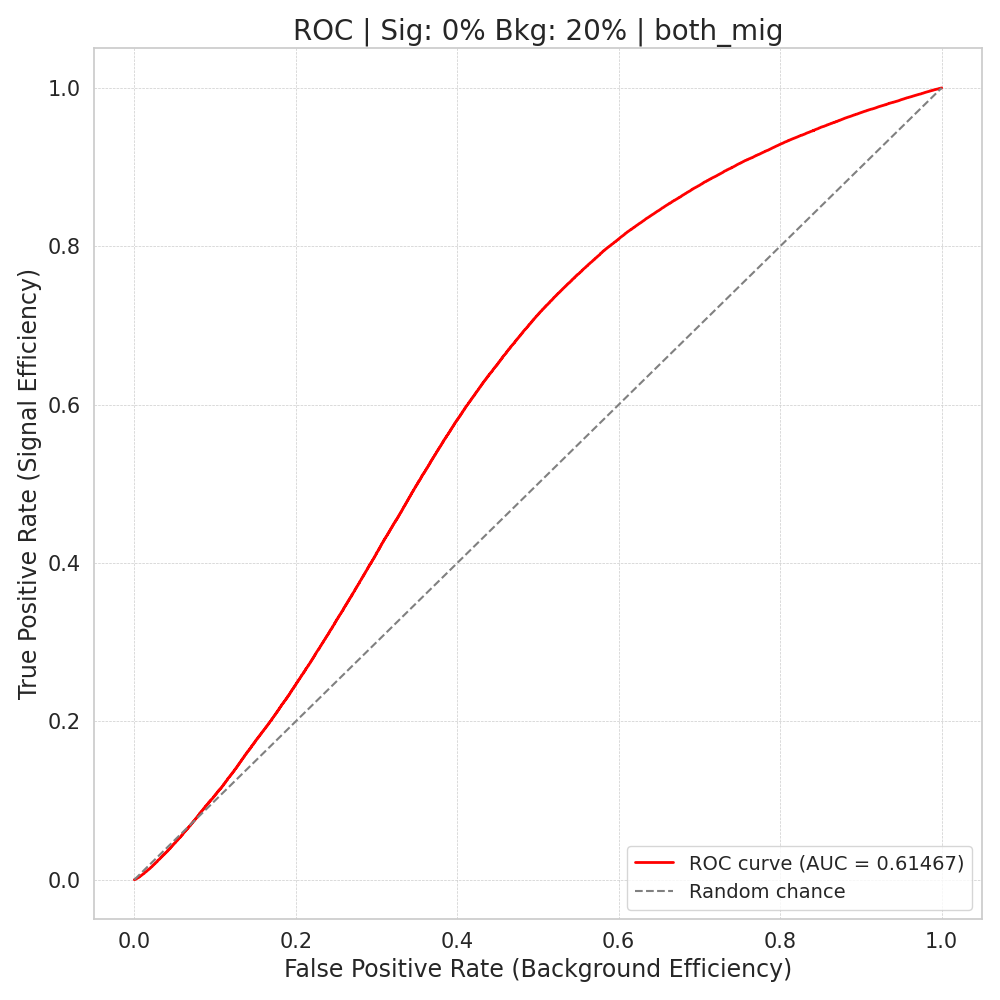 ROC | Sig: 0% Bkg: 20% | both_mig
True Positive Rate (Signal Efficiency)
1.0
0.8
0.6
0.4
0.2
0.0
ROC curve (AUC = 0.61467)
Random chance
0.0 0.2 0.4 0.6 0.8 1.0
False Positive Rate (Background Efficiency)